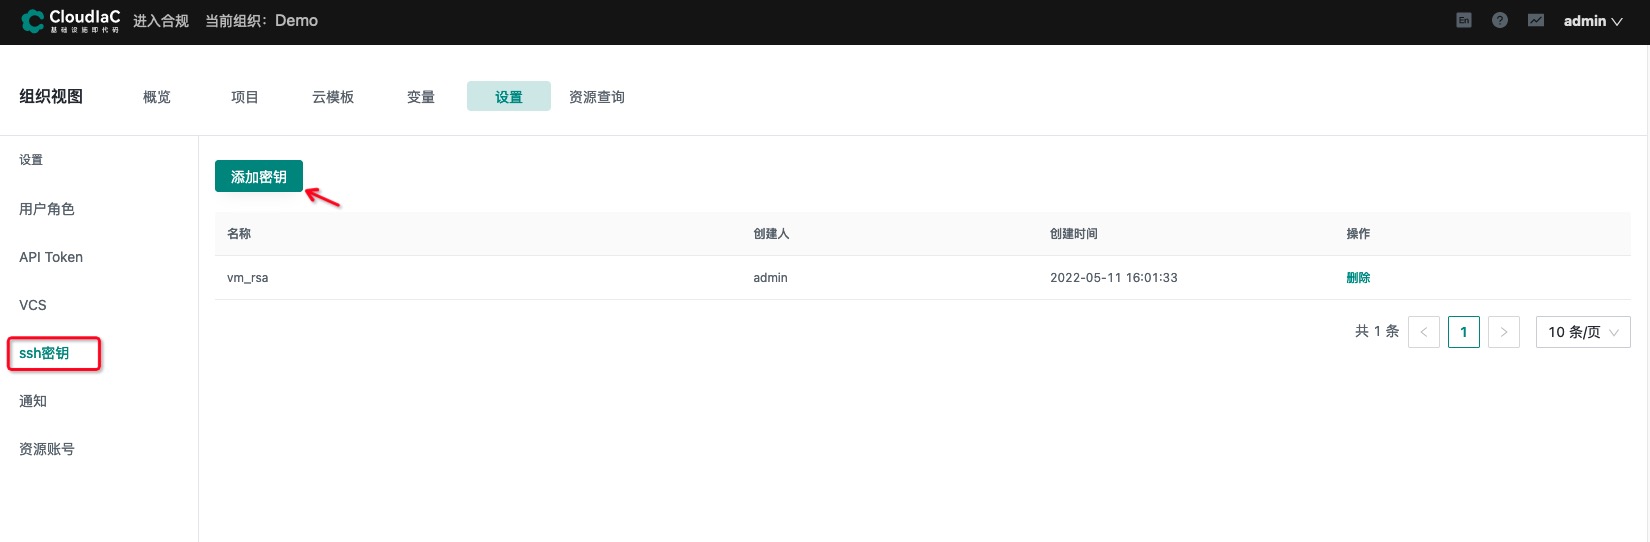 CloudIaC 进入合规 当前组织：Demo En ? admin
基础设施即代码
组织视图 概览 项目 云模板 变量 设置 资源查询
设置
用户角色
API Token
VCS
ssh密钥
通知
资源账号
添加密钥
名称 创建人 创建时间 操作
vm_rsa admin 2022-05-11 16:01:33 删除
共 1 条 < 1 > 10 条/页